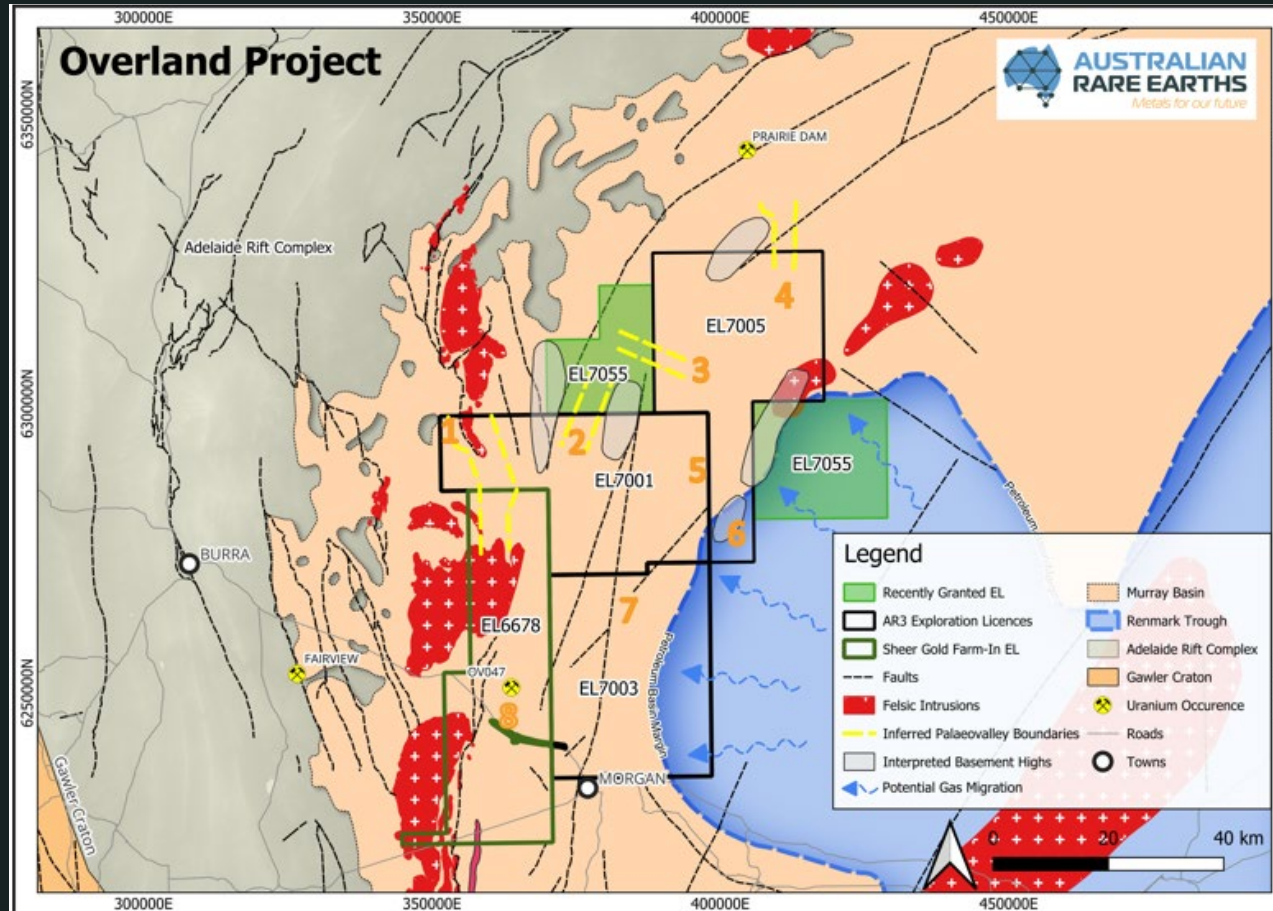 300000E
350000E
400000E
450000E
Overland Project
AUSTRALIAN
RARE EARTHS
Metals for our future
6350000N
PRAIRIE DAM
Adelaide Rift Complex
4
EL7005
EL7055
3
6300000N
1
2
5
EL7055
EL7001
Petroleum
6
BURRA
7
EL6678
FAIRVIEW
OV047
EL7003
Petroleum Basin Margin
8
6250000N
MORGAN
Gawler Craton
Legend
Recently Granted EL
AR3 Exploration Licences
Sheer Gold Farm-In EL
Faults
Felsic Intrusions
Inferred Palaeovalley Boundaries
Interpreted Basement Highs
Potential Gas Migration
Murray Basin
Renmark Trough
Adelaide Rift Complex
Gawler Craton
Uranium Occurence
Roads
Towns
0
20
40 km
300000E
350000E
400000E
450000E